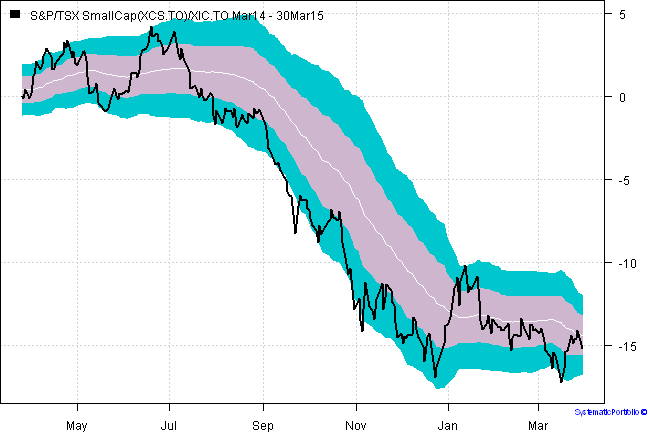 S&P/TSX SmallCap(XCS.TO)/XIC.TO Mar14 - 30Mar15
5
0
-5
-10
-15
May Jul Sep Nov Jan Mar
SystematicPortfolio ©